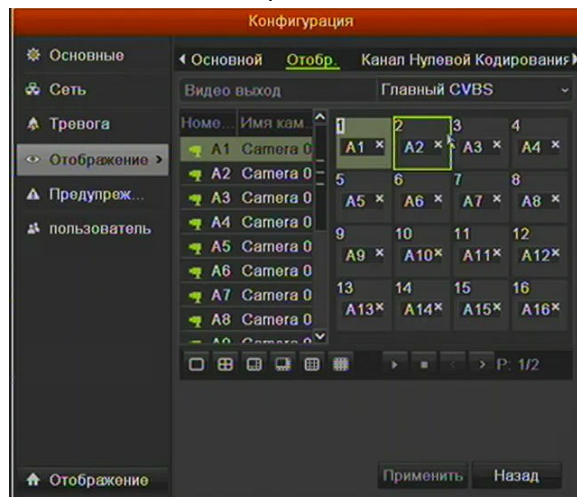 Конфигурация
Основные
Сеть
Тревога
Отображение >
Предупреж...
пользователь
Отображение
Основной Отобр. Канал Нулевой Кодирования
Видео выход Главный CVBS
Номе... Имя кам...
A1 Camera 0
A2 Camera 0
A3 Camera 0
A4 Camera 0
A5 Camera 0
A6 Camera 0
A7 Camera 0
A8 Camera 0
A9 Camera 0
1 2 3 4
A1 × A2 × A3 × A4 ×
5 6 7 8
A5 × A6 × A7 × A8 ×
9 10 11 12
A9 × A10× A11× A12×
13 14 15 16
A13× A14× A15× A16×
P: 1/2
Применить Назад